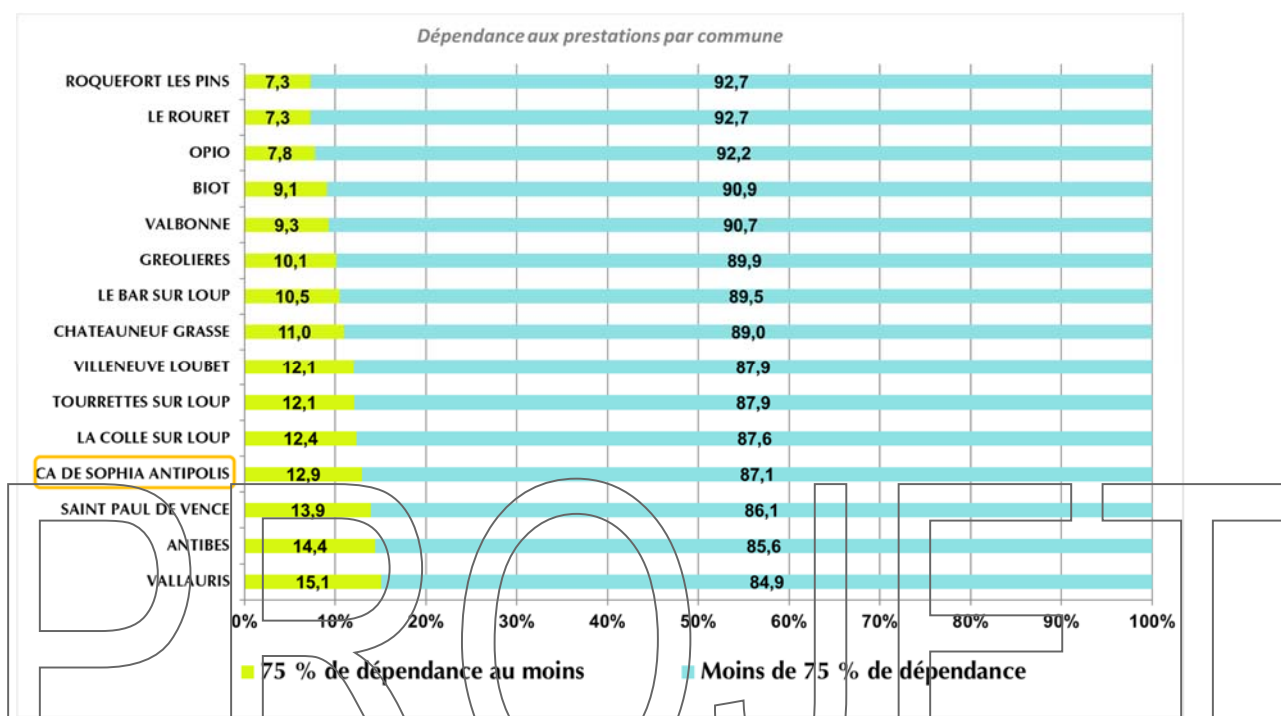 Dépendance aux prestations par commune
ROQUEFORT LES PINS 7,3 92,7
LE ROURET 7,3 92,7
OPIO 7,8 92,2
BIOT 9,1 90,9
VALBONNE 9,3 90,7
GREOLIERES 10,1 89,9
LE BAR SUR LOUP 10,5 89,5
CHATEAUNEUF GRASSE 11,0 89,0
VILLENEUVE LOUBET 12,1 87,9
TOURRETTES SUR LOUP 12,1 87,9
LA COLLE SUR LOUP 12,4 87,6
CA DE SOPHIA ANTIPOLIS 12,9 87,1
SAINT PAUL DE VENCE 13,9 86,1
ANTIBES 14,4 85,6
VALLAURIS 15,1 84,9
0% 10% 20% 30% 40% 50% 60% 70% 80% 90% 100%
75 % de dépendance au moins Moins de 75 % de dépendance
PROJET